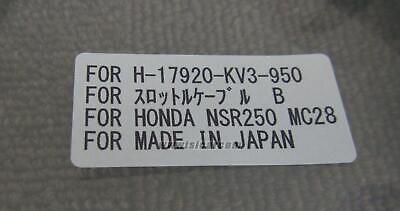 FOR H-17920-KV3-950
FOR ｽﾛｯﾄﾙｹｰﾌﾞﾙ B
FOR HONDA NSR250 MC28
FOR MADE IN JAPAN